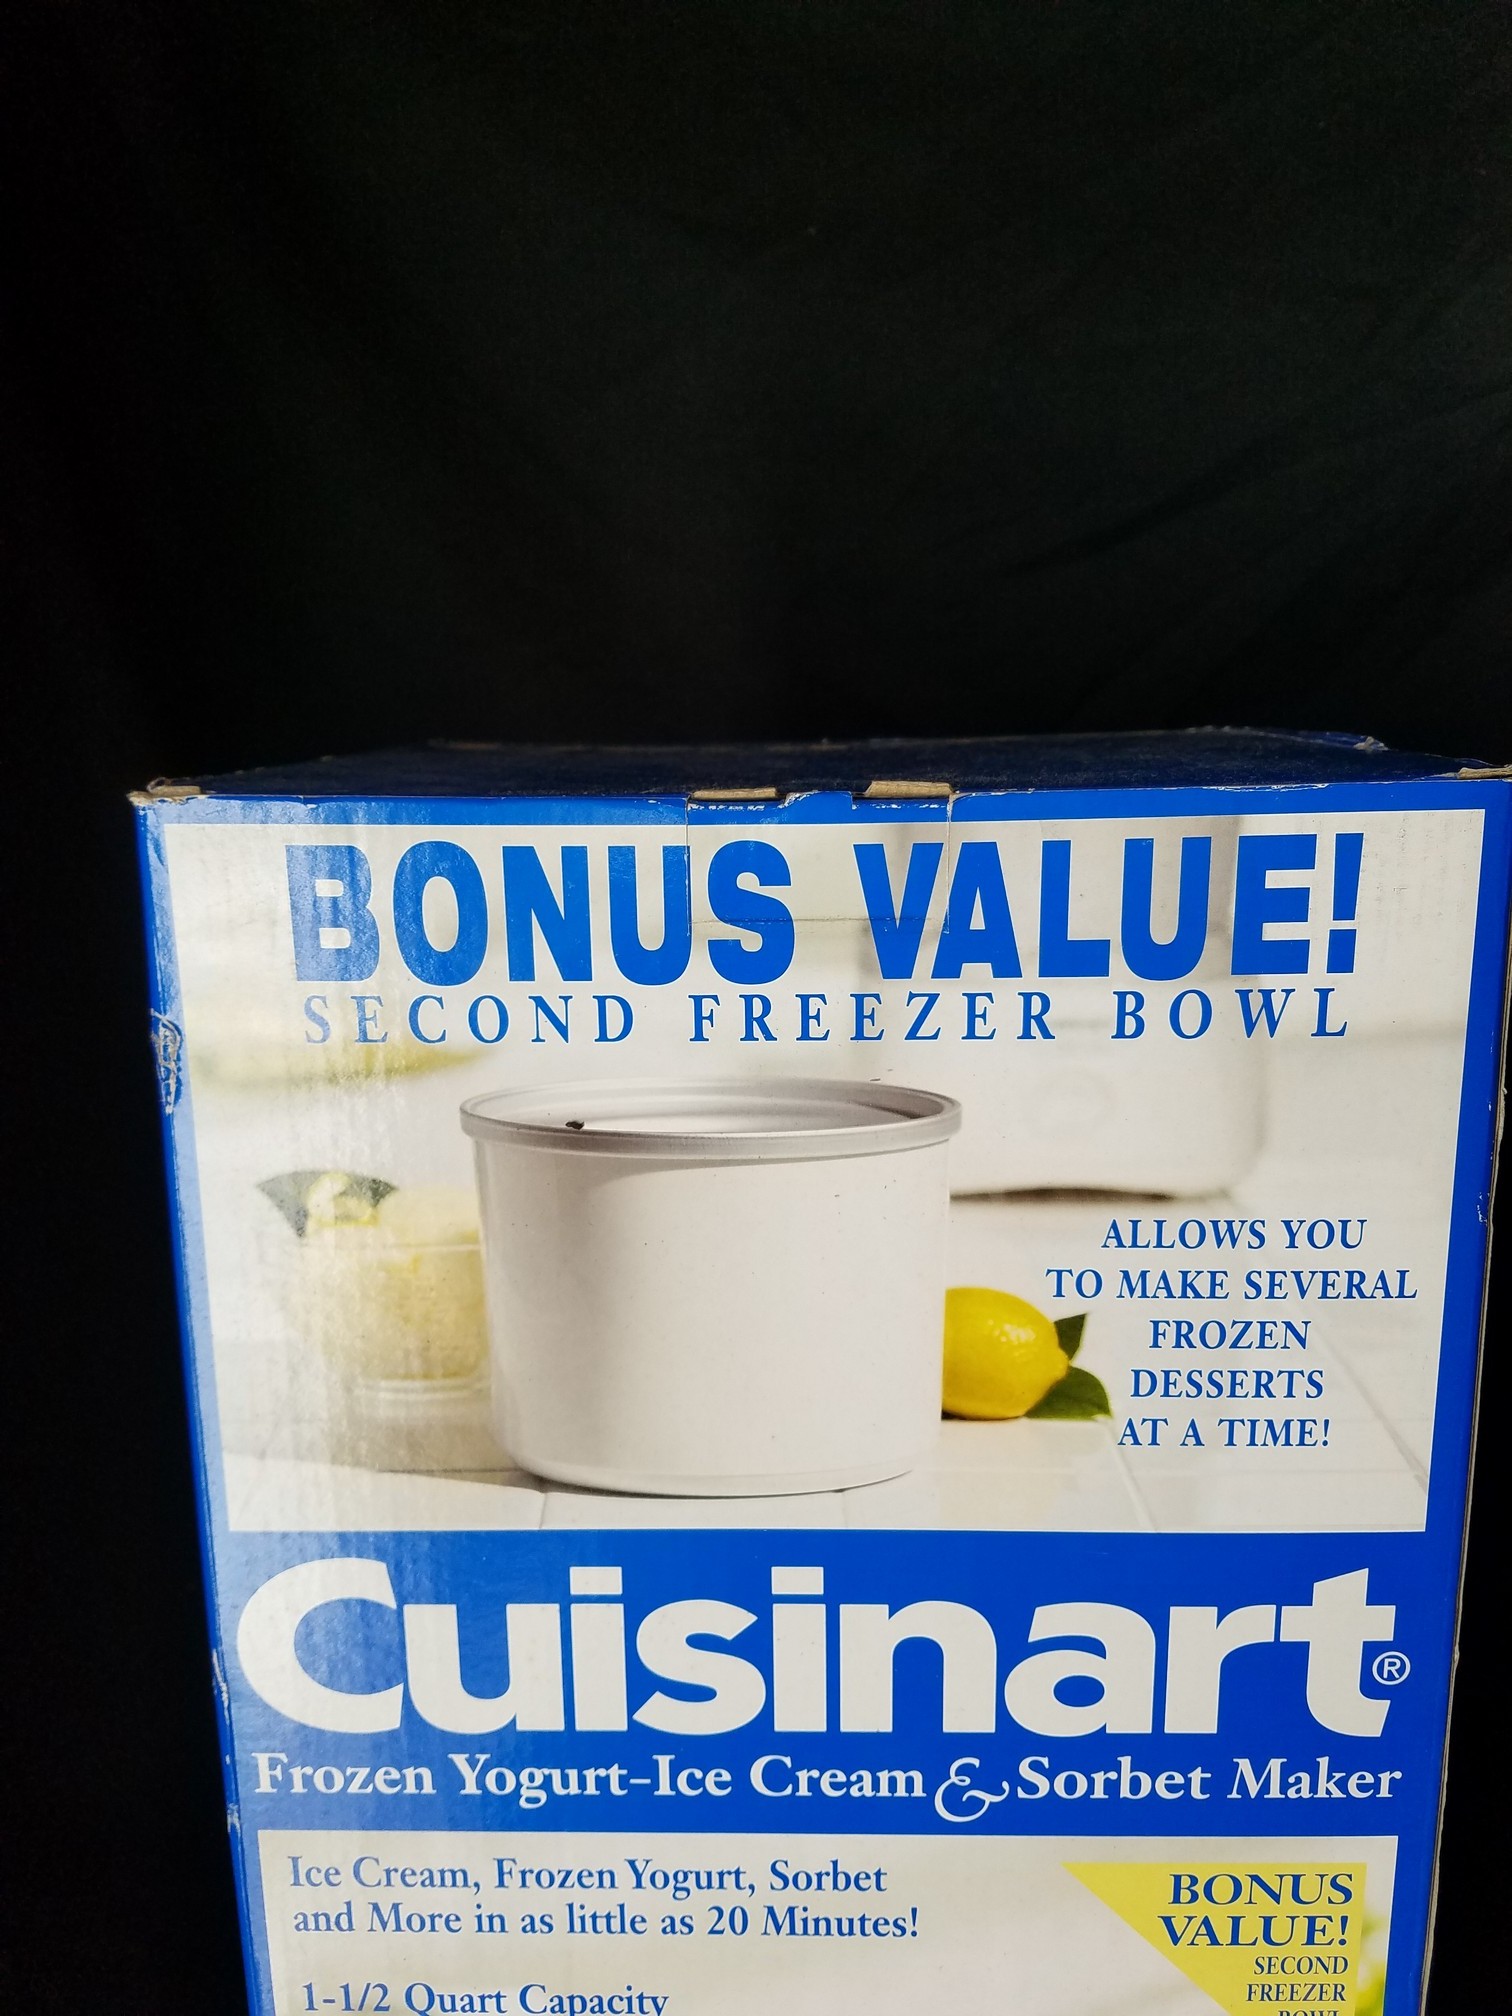 BONUS VALUE!
SECOND FREEZER BOWL
ALLOWS YOU
TO MAKE SEVERAL
FROZEN
DESSERTS
AT A TIME!
Cuisinart®
Frozen Yogurt-Ice Cream & Sorbet Maker
Ice Cream, Frozen Yogurt, Sorbet
and More in as little as 20 Minutes!
1-1/2 Quart Capacity
BONUS
VALUE!
SECOND
FREEZER
BOWL